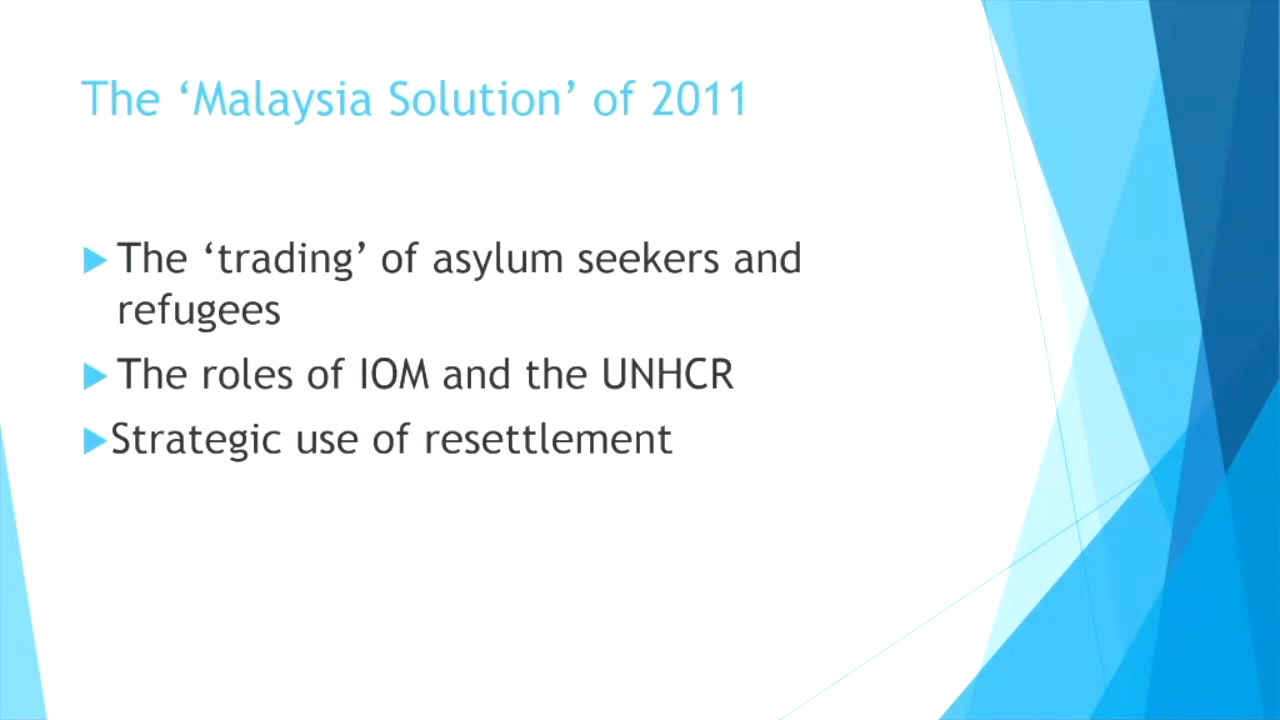 The ‘Malaysia Solution’ of 2011
The ‘trading’ of asylum seekers and
refugees
The roles of IOM and the UNHCR
Strategic use of resettlement